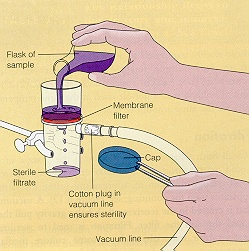 Flask of
sample
Membrane
filter
Cap
Sterile
filtrate
Cotton plug in
vacuum line
ensures sterility
Vacuum line